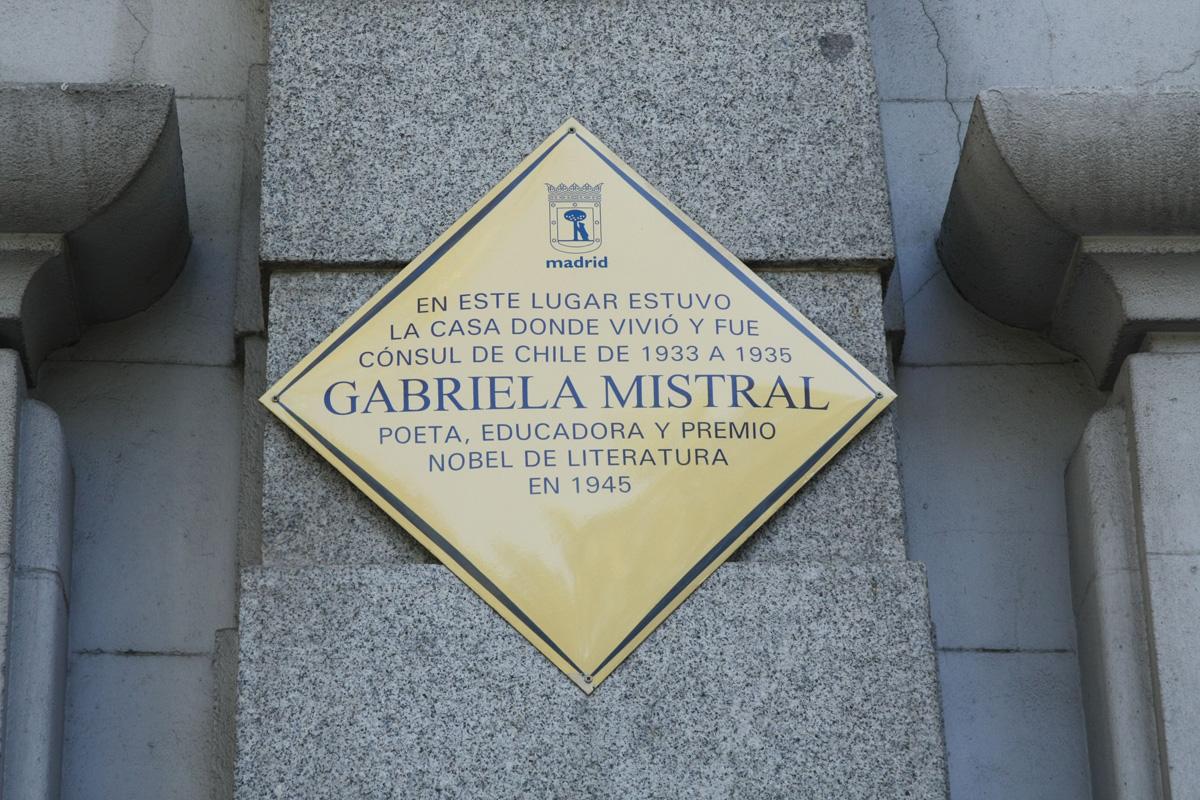 madrid
EN ESTE LUGAR ESTUVO
LA CASA DONDE VIVIÓ Y FUE
CÓNSUL DE CHILE DE 1933 A 1935
GABRIELA MISTRAL
POETA, EDUCADORA Y PREMIO
NOBEL DE LITERATURA
EN 1945